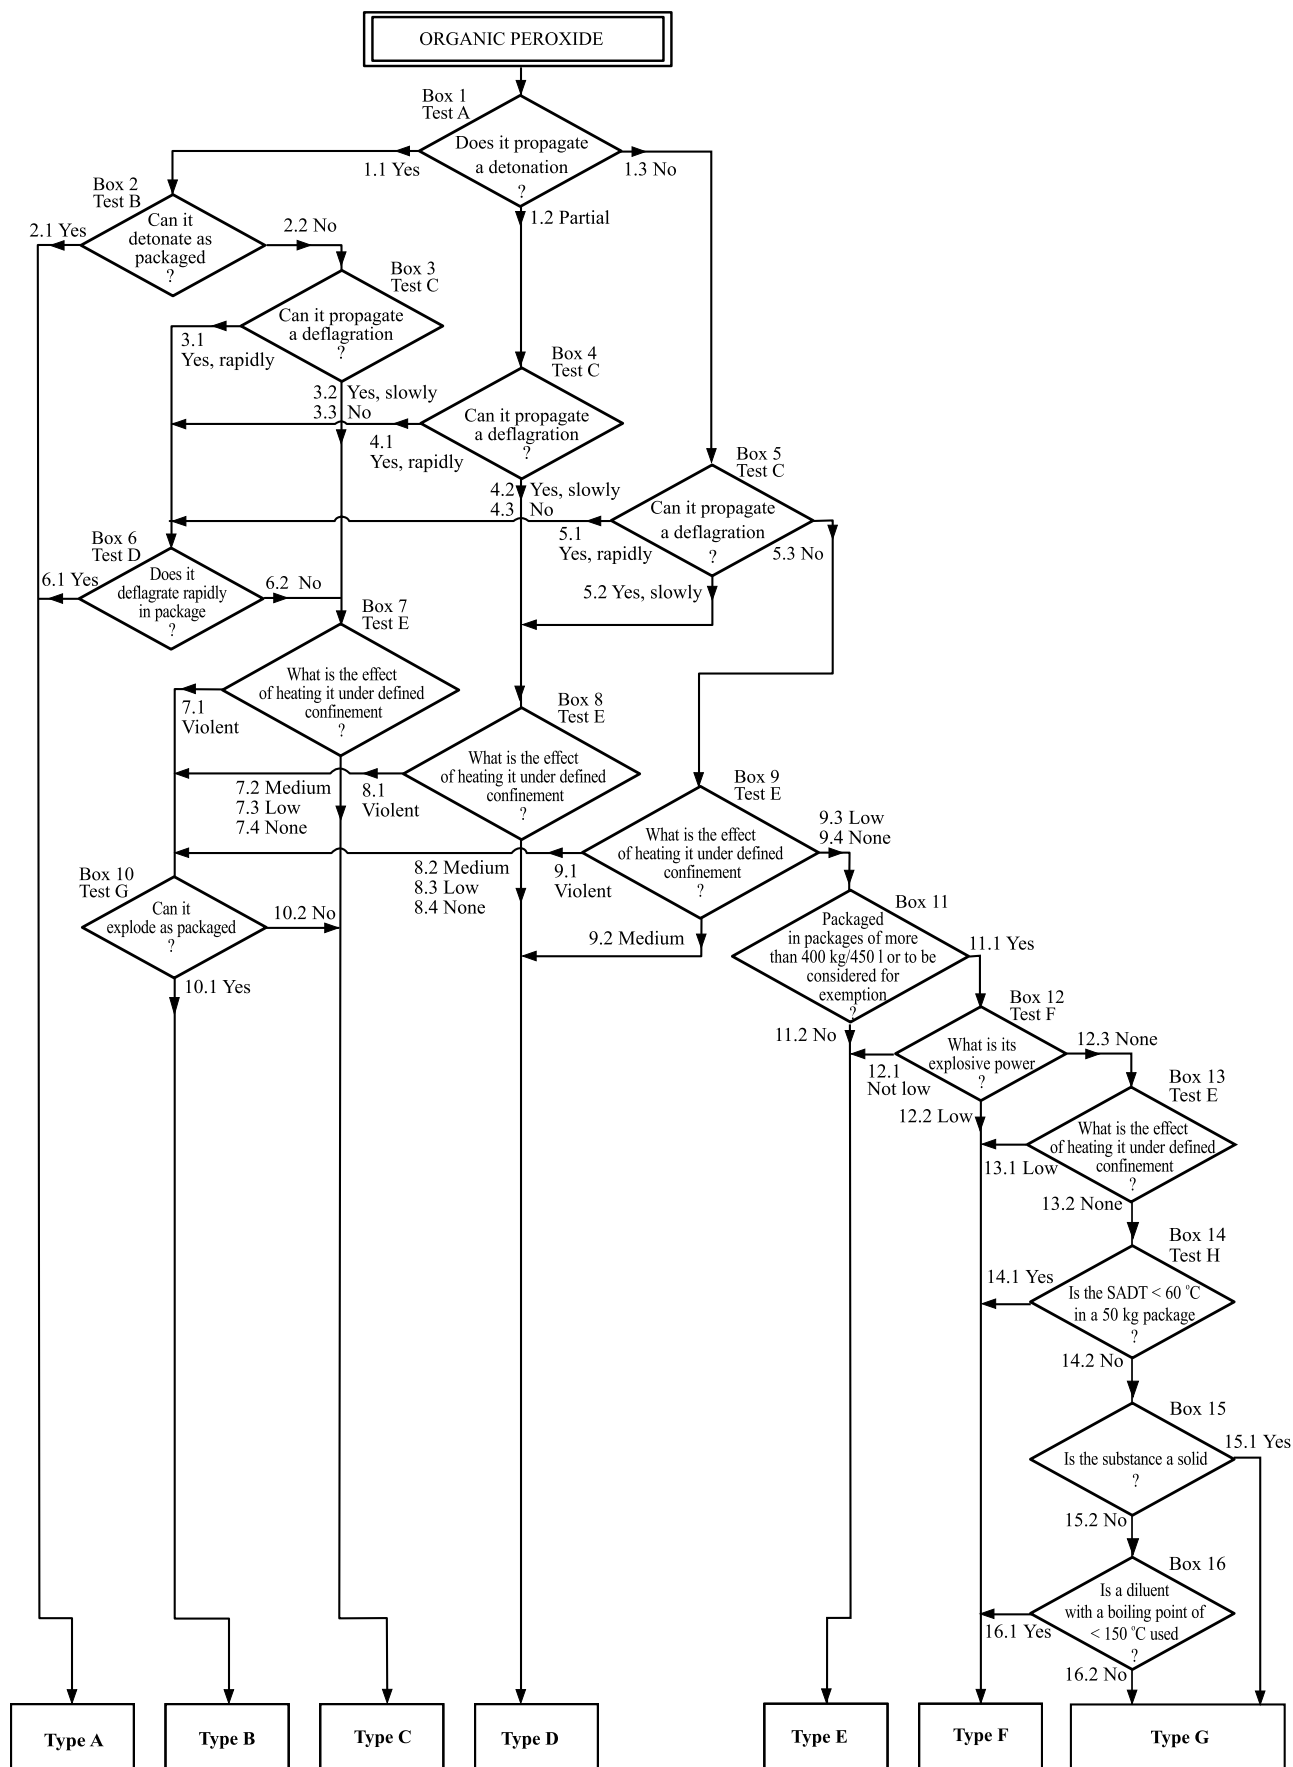 ORGANIC PEROXIDE
Box 1
Test A
Does it propagate
a detonation
?
1.1 Yes
1.3 No
1.2 Partial
Box 2
Test B
Can it
detonate as
packaged
?
2.1 Yes
2.2 No
Box 3
Test C
Can it propagate
a deflagration
?
3.1
Yes, rapidly
3.2 Yes, slowly
3.3 No
Box 4
Test C
Can it propagate
a deflagration
?
4.1
Yes, rapidly
4.2 Yes, slowly
4.3 No
Box 5
Test C
Can it propagate
a deflagration
?
5.1
Yes, rapidly
5.3 No
5.2 Yes, slowly
Box 6
Test D
Does it
deflagrate rapidly
in package
?
6.1 Yes
6.2 No
Box 7
Test E
What is the effect
of heating it under defined
confinement
?
7.1
Violent
7.2 Medium
7.3 Low
7.4 None
Box 8
Test E
What is the effect
of heating it under defined
confinement
?
8.1
Violent
8.2 Medium
8.3 Low
8.4 None
Box 9
Test E
What is the effect
of heating it under defined
confinement
?
9.1
Violent
9.2 Medium
9.3 Low
9.4 None
Box 10
Test G
Can it
explode as packaged
?
10.2 No
10.1 Yes
Box 11
Packaged
in packages of more
than 400 kg/450 l or to be
considered for
exemption
?
11.1 Yes
11.2 No
Box 12
Test F
What is its
explosive power
?
12.1
Not low
12.2 Low
12.3 None
Box 13
Test E
What is the effect
of heating it under defined
confinement
?
13.1 Low
13.2 None
Box 14
Test H
Is the SADT < 60 °C
in a 50 kg package
?
14.1 Yes
14.2 No
Box 15
Is the substance a solid
?
15.1 Yes
15.2 No
Box 16
Is a diluent
with a boiling point of
< 150 °C used
?
16.1 Yes
16.2 No
Type A
Type B
Type C
Type D
Type E
Type F
Type G